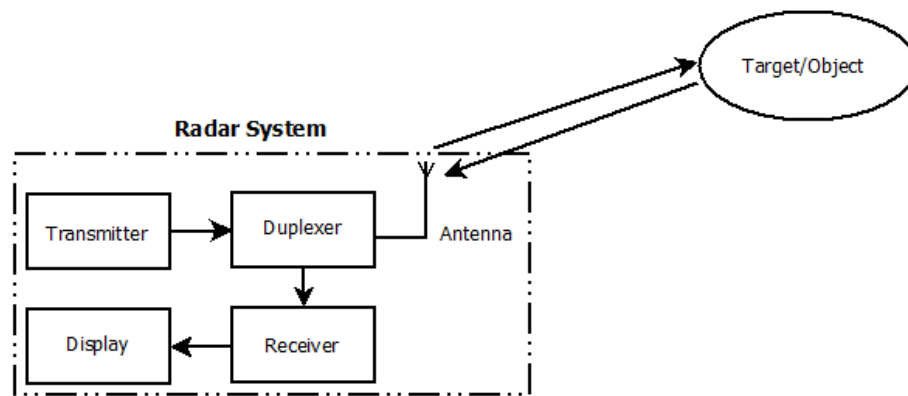 Target/Object
Radar System
Transmitter
Duplexer
Antenna
Display
Receiver